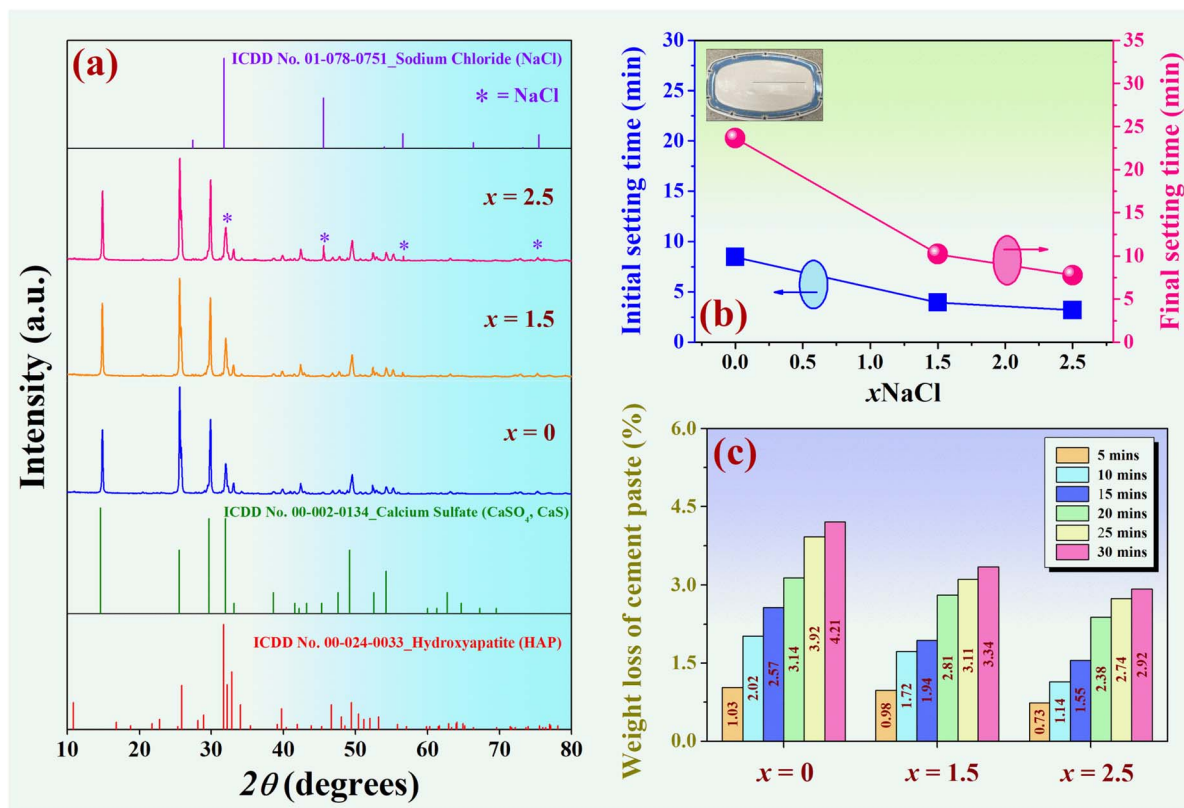 (a)
ICDD No. 01-078-0751_Sodium Chloride (NaCl)
* = NaCl
x = 2.5
* * * *
x = 1.5
x = 0
ICDD No. 00-002-0134_Calcium Sulfate (CaSO₄, CaS)
ICDD No. 00-024-0033_Hydroxyapatite (HAP)
Intensity (a.u.)
10 20 30 40 50 60 70 80
2θ (degrees)
Initial setting time (min)
30
25
20
15
10
5
0
(b)
35
30
25
20
15
10
5
0
Final setting time (min)
0.0 0.5 1.0 1.5 2.0 2.5
xNaCl
Weight loss of cement paste (%)
6.0
4.5
3.0
1.5
0.0
(c)
5 mins
10 mins
15 mins
20 mins
25 mins
30 mins
1.03 2.02 2.57 3.14 3.92 4.21
0.98 1.72 1.94 2.81 3.11 3.34
0.73 1.14 1.55 2.38 2.74 2.92
x = 0 x = 1.5 x = 2.5